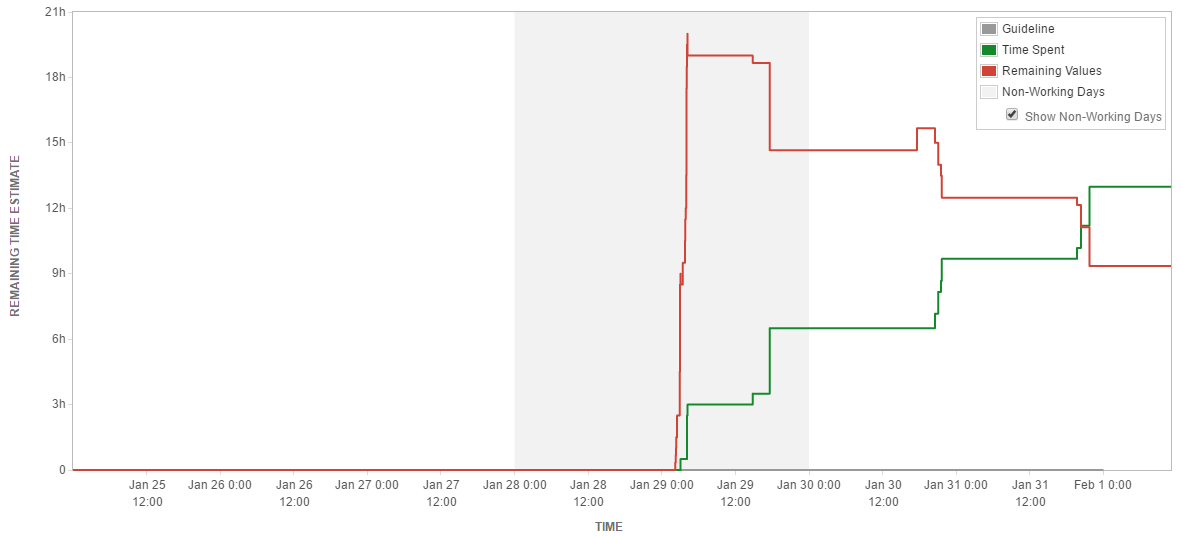 21h
18h
15h
12h
9h
6h
3h
0
REMAINING TIME ESTIMATE
Guideline
Time Spent
Remaining Values
Non-Working Days
Show Non-Working Days
Jan 25
12:00
Jan 26 0:00
Jan 26
12:00
Jan 27 0:00
Jan 27
12:00
Jan 28 0:00
Jan 28
12:00
Jan 29 0:00
Jan 29
12:00
Jan 30 0:00
Jan 30
12:00
Jan 31 0:00
Jan 31
12:00
Feb 1 0:00
TIME